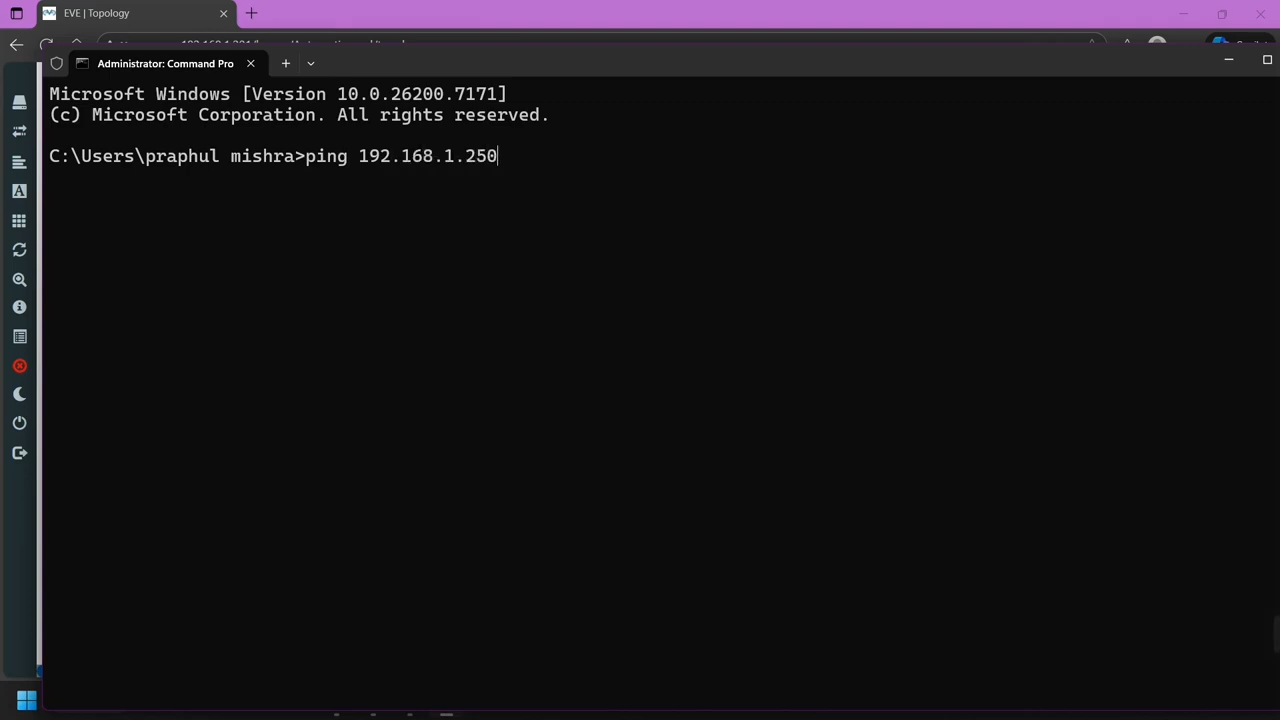 EVE | Topology
Administrator: Command Pro
Microsoft Windows [Version 10.0.26200.7171]
(c) Microsoft Corporation. All rights reserved.
C:\Users\praphul mishra>ping 192.168.1.250
A